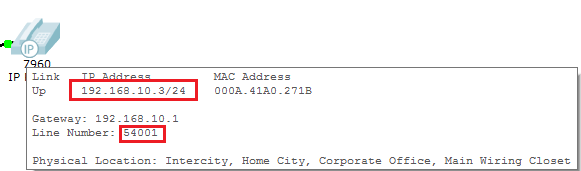 IP
7960
IP
Link IP Address MAC Address
Up 192.168.10.3/24 000A.41A0.271B
Gateway: 192.168.10.1
Line Number: 54001
Physical Location: Intercity, Home City, Corporate Office, Main Wiring Closet